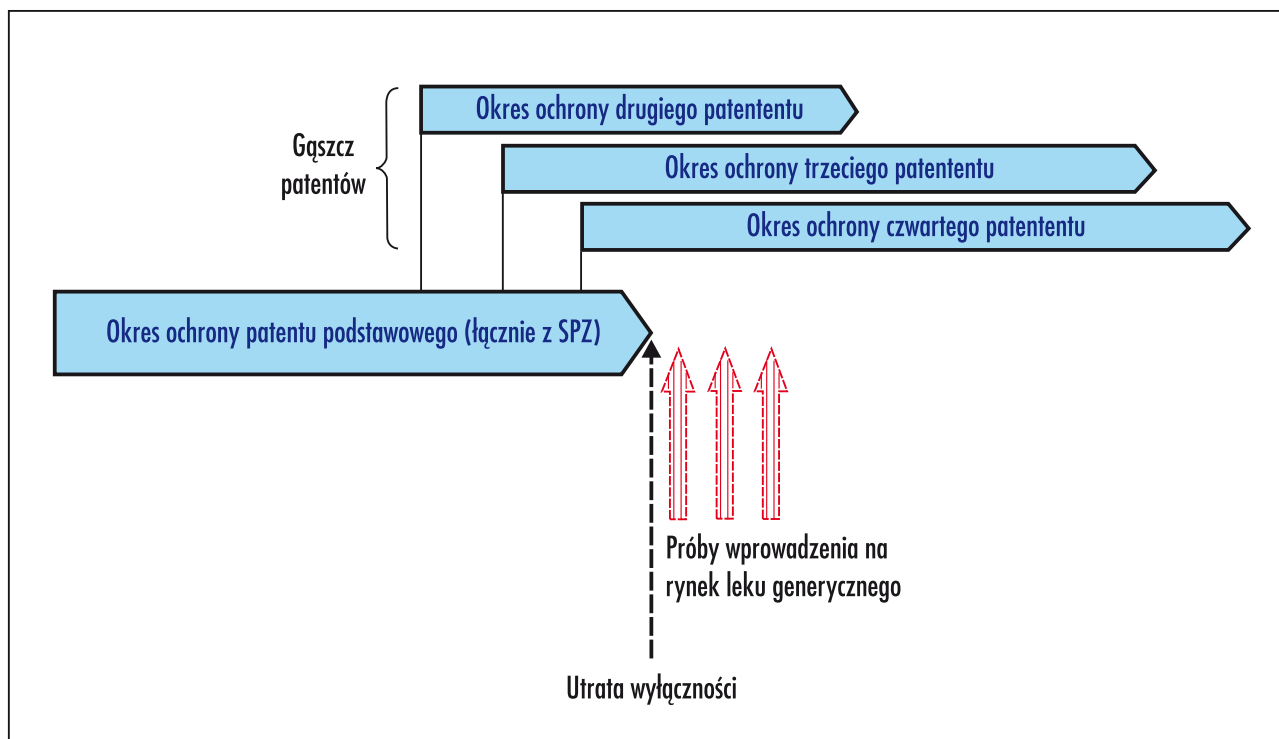 Okres ochrony drugiego patententu
Gąszcz
patentów
Okres ochrony trzeciego patententu
Okres ochrony czwartego patententu
Okres ochrony patentu podstawowego (łącznie z SPZ)
Próby wprowadzenia na
rynek leku generycznego
Utrata wyłączności